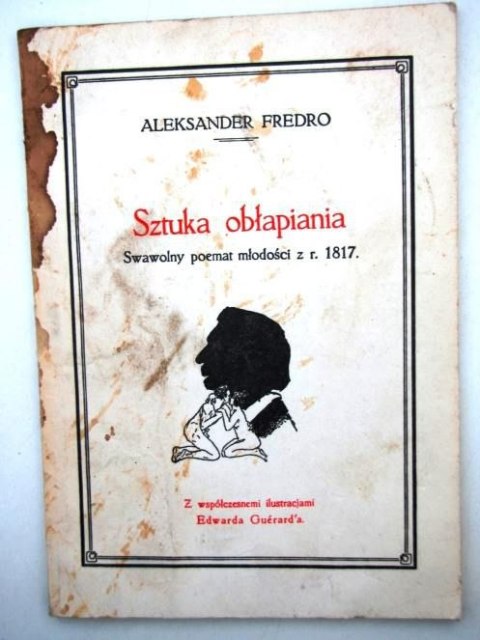 ALEKSANDER FREDRO
Sztuka obłapiania
Swawolny poemat młodości z r. 1817.
Z współczesnemi ilustracjami
Edwarda Guérard'a.